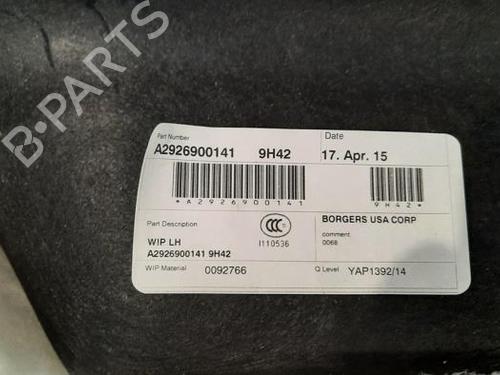 Part Number
A2926900141 9H42
Date
17. Apr. 15
*A2926900141*
*9H42*
Part Description
WIP LH
A2926900141 9H42
CCC
I110536
BORGERS USA CORP
comment
0068
WIP Material 0092766
Q Level YAP1392/14
B-PARTS